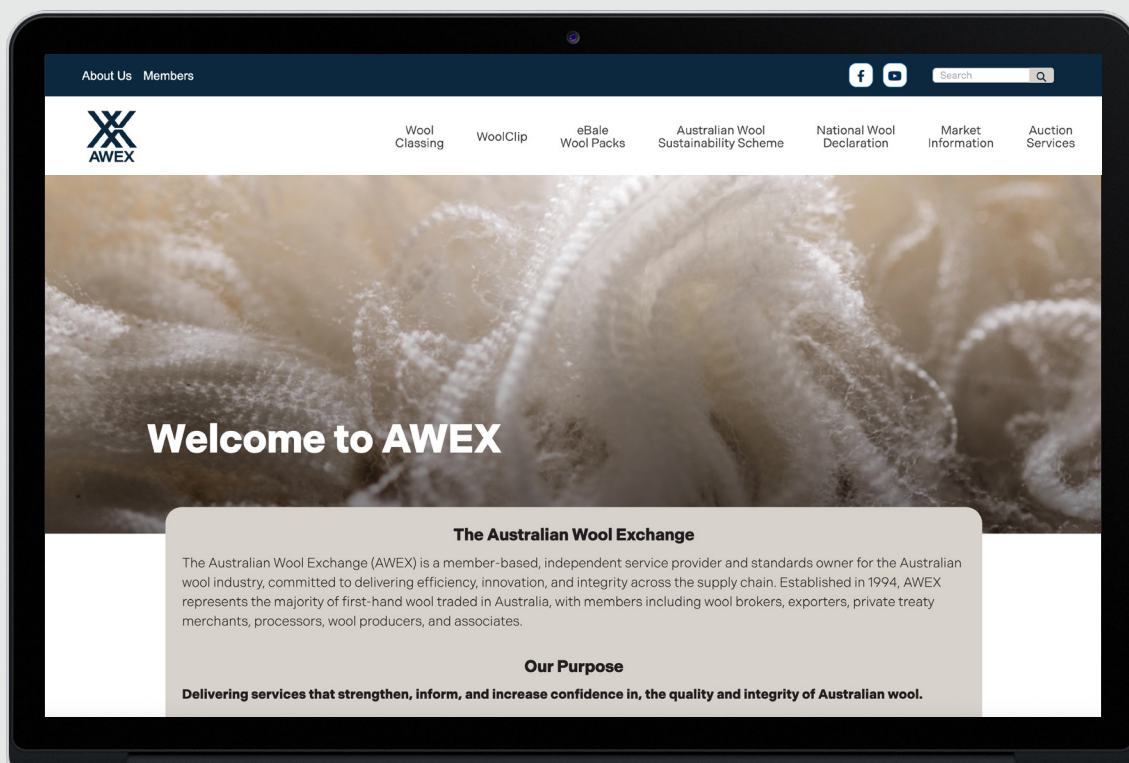 About Us Members
Search
AWEX
Wool
Classing
WoolClip
eBale
Wool Packs
Australian Wool
Sustainability Scheme
National Wool
Declaration
Market
Information
Auction
Services
Welcome to AWEX
The Australian Wool Exchange
The Australian Wool Exchange (AWEX) is a member-based, independent service provider and standards owner for the Australian
wool industry, committed to delivering efficiency, innovation, and integrity across the supply chain. Established in 1994, AWEX
represents the majority of first-hand wool traded in Australia, with members including wool brokers, exporters, private treaty
merchants, processors, wool producers, and associates.
Our Purpose
Delivering services that strengthen, inform, and increase confidence in, the quality and integrity of Australian wool.